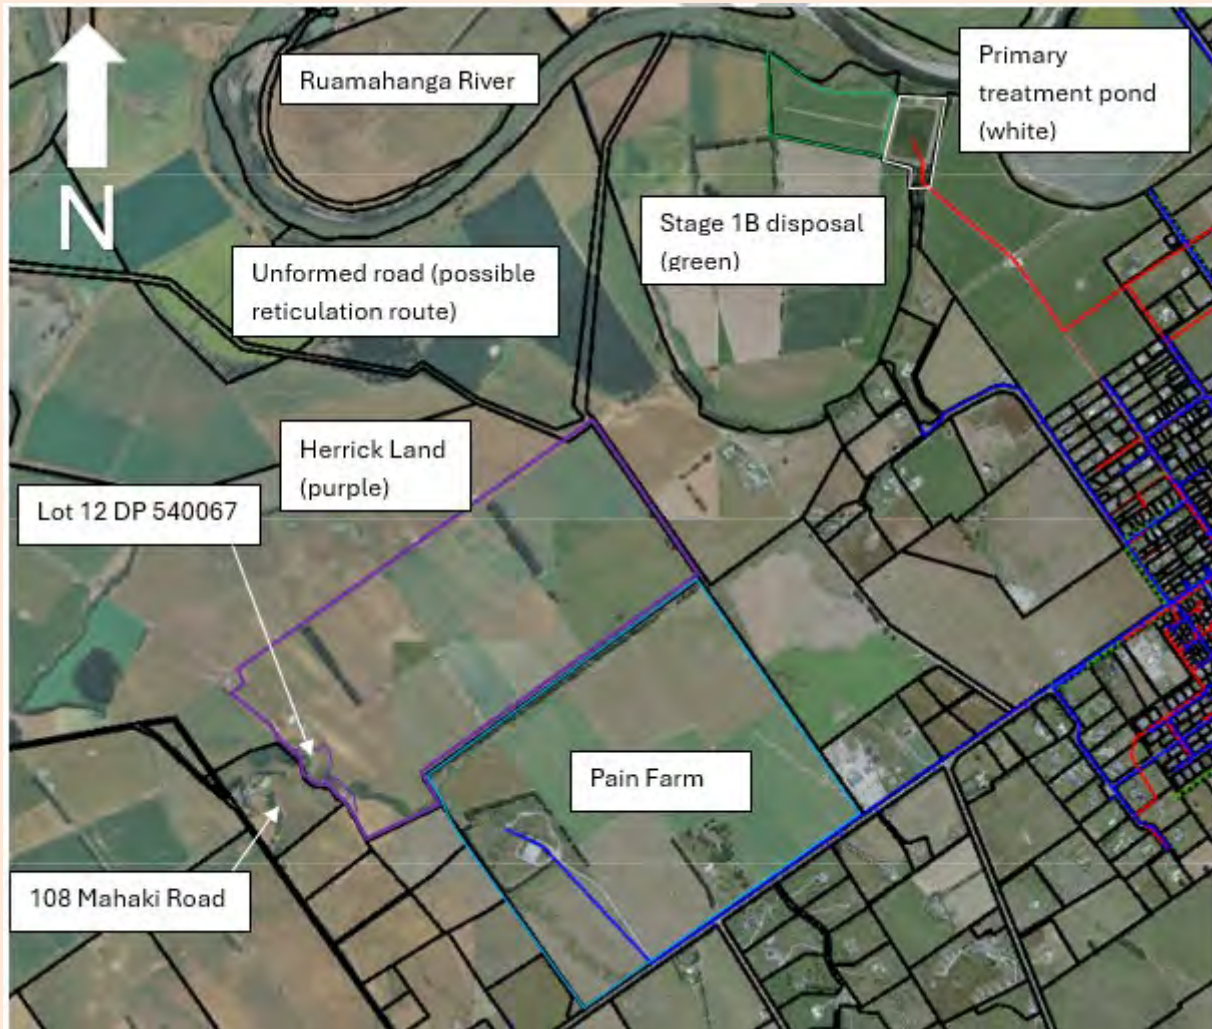 Ruamahanga River
Primary
treatment pond
(white)
N
Stage 1B disposal
(green)
Unformed road (possible
reticulation route)
Herrick Land
(purple)
Lot 12 DP 540067
Pain Farm
108 Mahaki Road